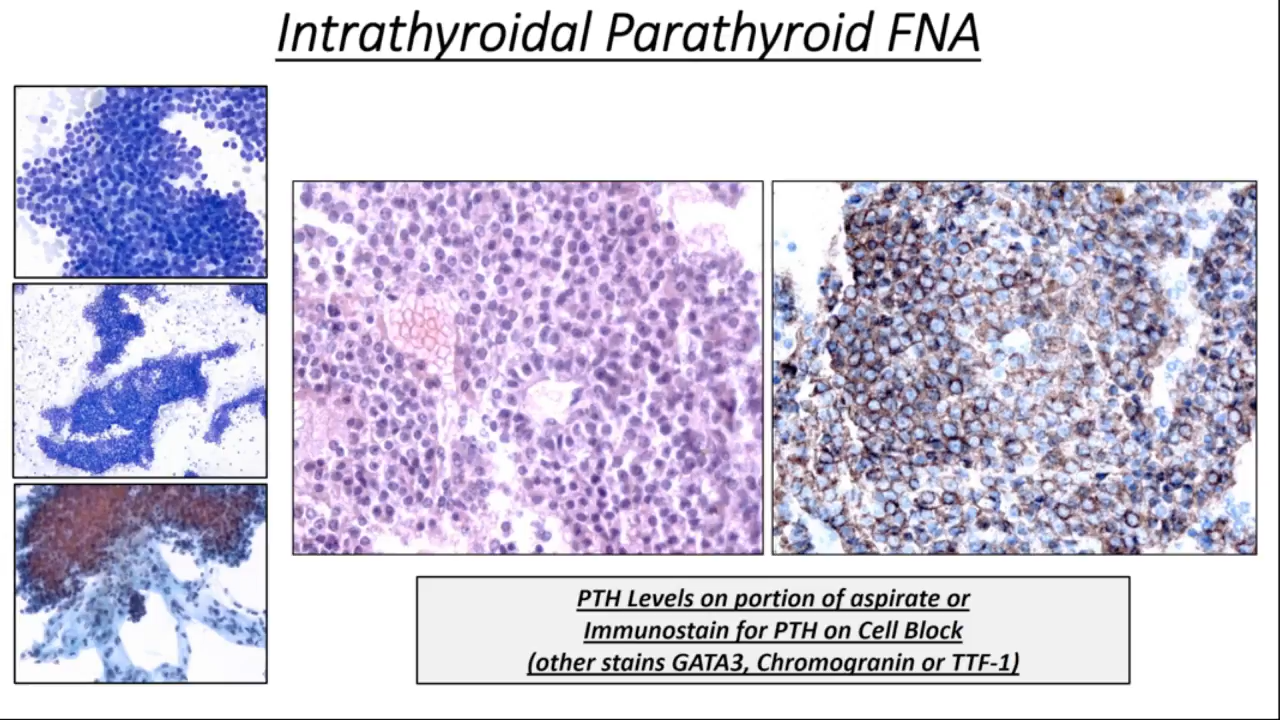 Intrathyroidal Parathyroid FNA
PTH Levels on portion of aspirate or
Immunostain for PTH on Cell Block
(other stains GATA3, Chromogranin or TTF-1)